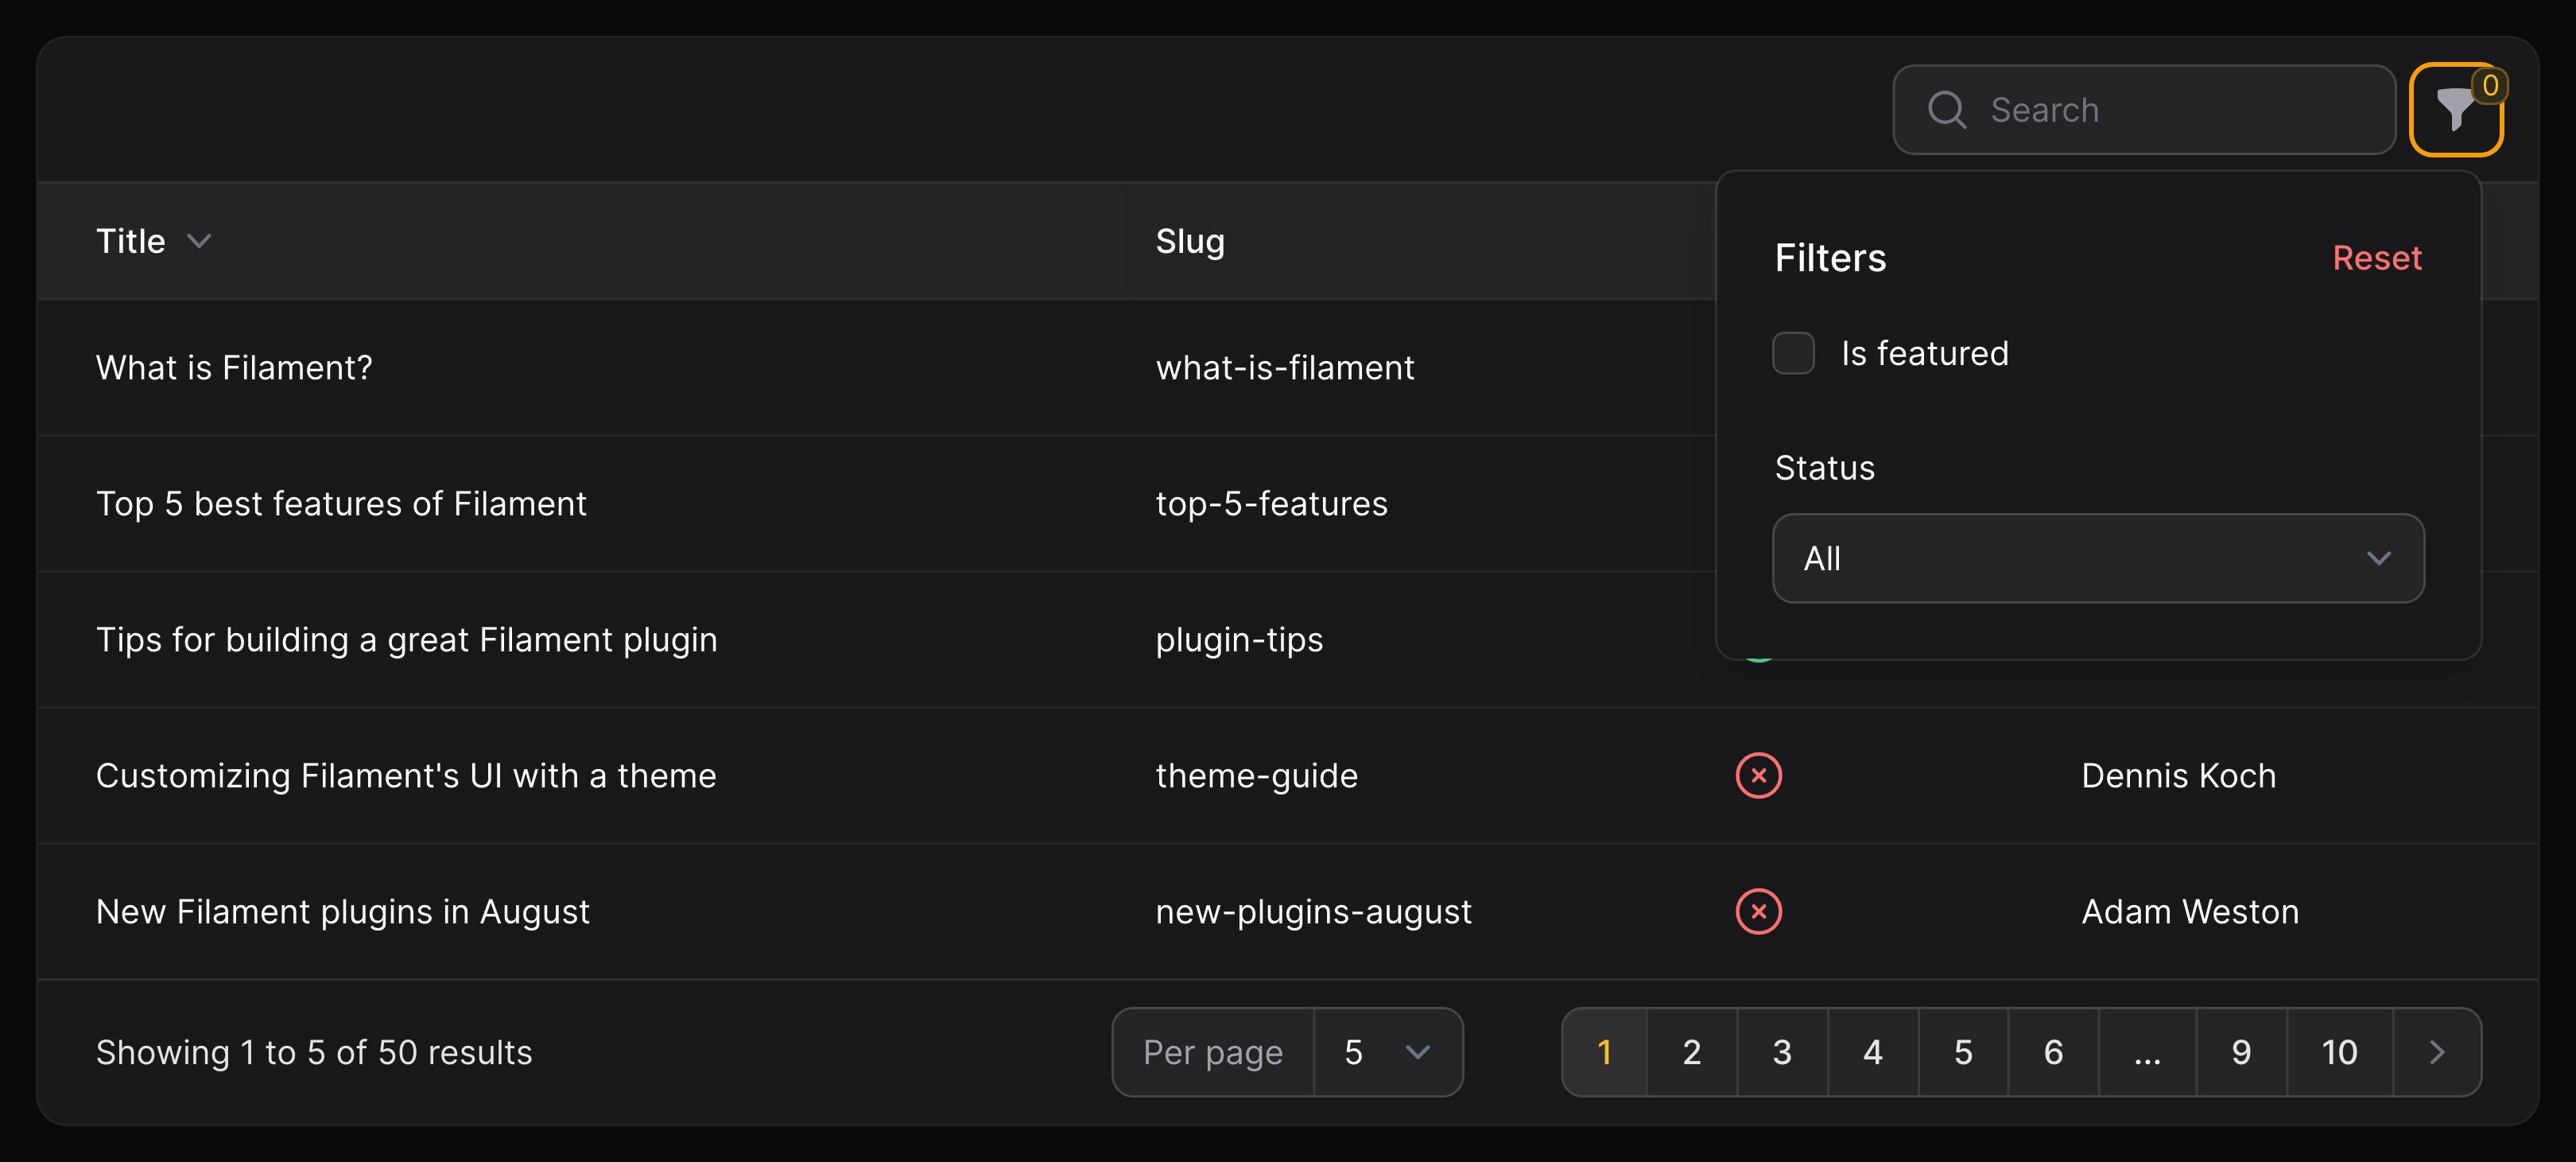 Search
0
Title
Slug
Filters
Reset
Is featured
Status
All
What is Filament?
what-is-filament
Top 5 best features of Filament
top-5-features
Tips for building a great Filament plugin
plugin-tips
Customizing Filament's UI with a theme
theme-guide
Dennis Koch
New Filament plugins in August
new-plugins-august
Adam Weston
Showing 1 to 5 of 50 results
Per page 5
1 2 3 4 5 6 ... 9 10